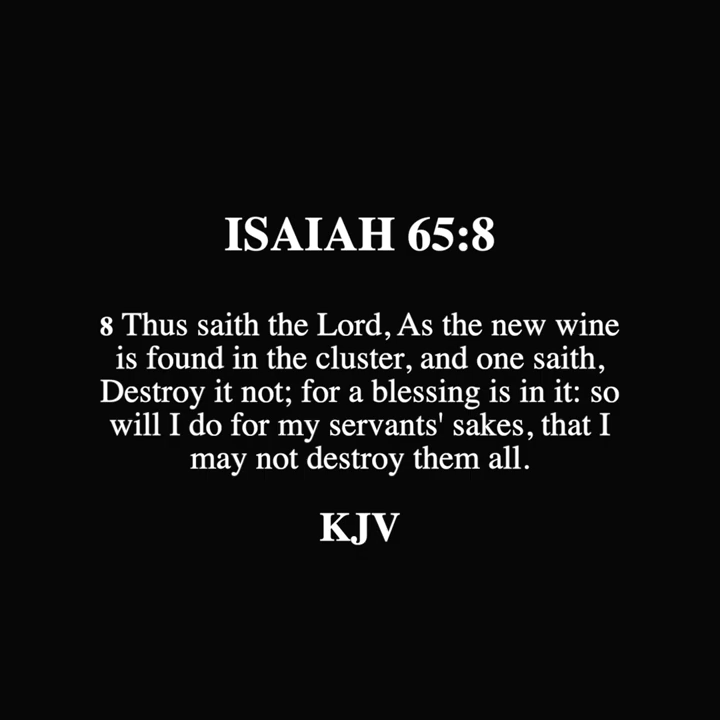 ISAIAH 65:8
8 Thus saith the Lord, As the new wine
is found in the cluster, and one saith,
Destroy it not; for a blessing is in it: so
will I do for my servants' sakes, that I
may not destroy them all.
KJV